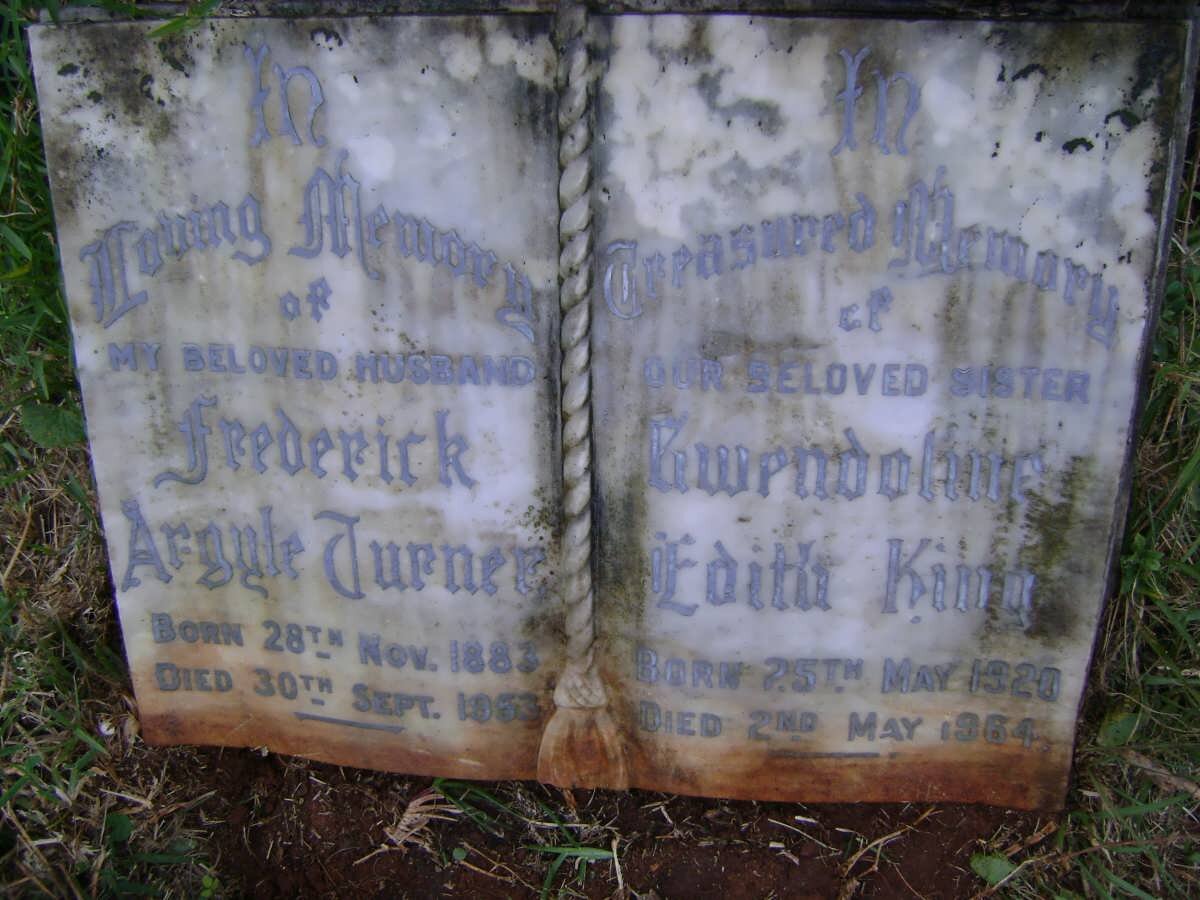 In
Loving Memory
of
MY BELOVED HUSBAND
Frederick
Argyle Turner
BORN 28TH NOV. 1883
DIED 30TH SEPT. 1953
In
Treasured Memory
of
OUR BELOVED SISTER
Gwendoline
Edith King
BORN 25TH MAY 1920
DIED 2ND MAY 1964.